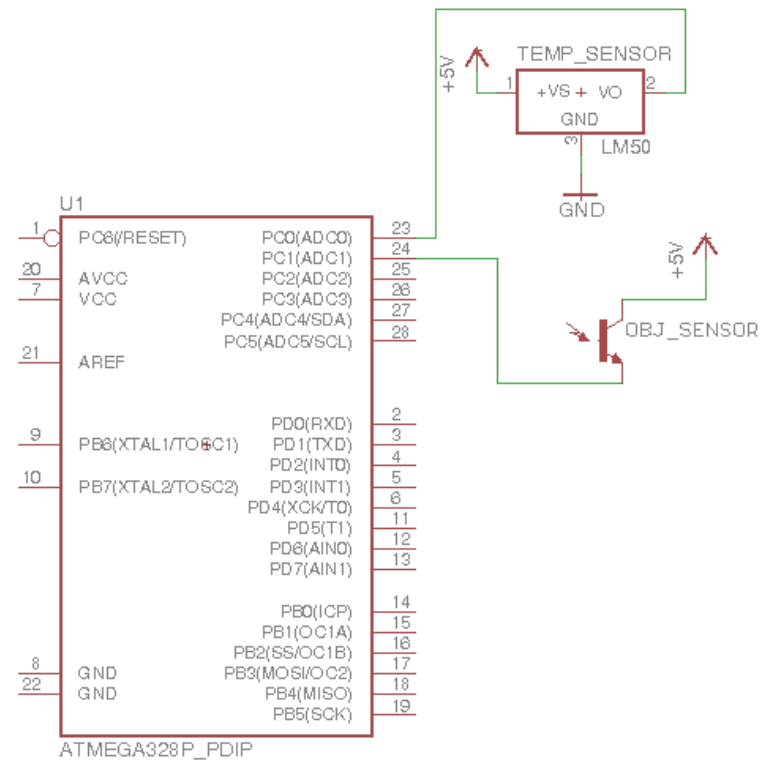 TEMP_SENSOR
+5V
1
+VS + VO
2
GND
3
LM50
GND
U1
1
PC6(/RESET)
PC0(ADC0)
23
PC1(ADC1)
24
20
AVCC
PC2(ADC2)
25
7
VCC
PC3(ADC3)
26
PC4(ADC4/SDA)
27
PC5(ADC5/SCL)
28
21
AREF
+5V
OBJ_SENSOR
PD0(RXD)
2
9
PB6(XTAL1/TOSC1)
PD1(TXD)
3
PD2(INT0)
4
10
PB7(XTAL2/TOSC2)
PD3(INT1)
5
PD4(XCK/T0)
6
PD5(T1)
11
PD6(AIN0)
12
PD7(AIN1)
13
PB0(ICP)
14
PB1(OC1A)
15
PB2(SS/OC1B)
16
8
GND
PB3(MOSI/OC2)
17
22
GND
PB4(MISO)
18
PB5(SCK)
19
ATMEGA328P_PDIP